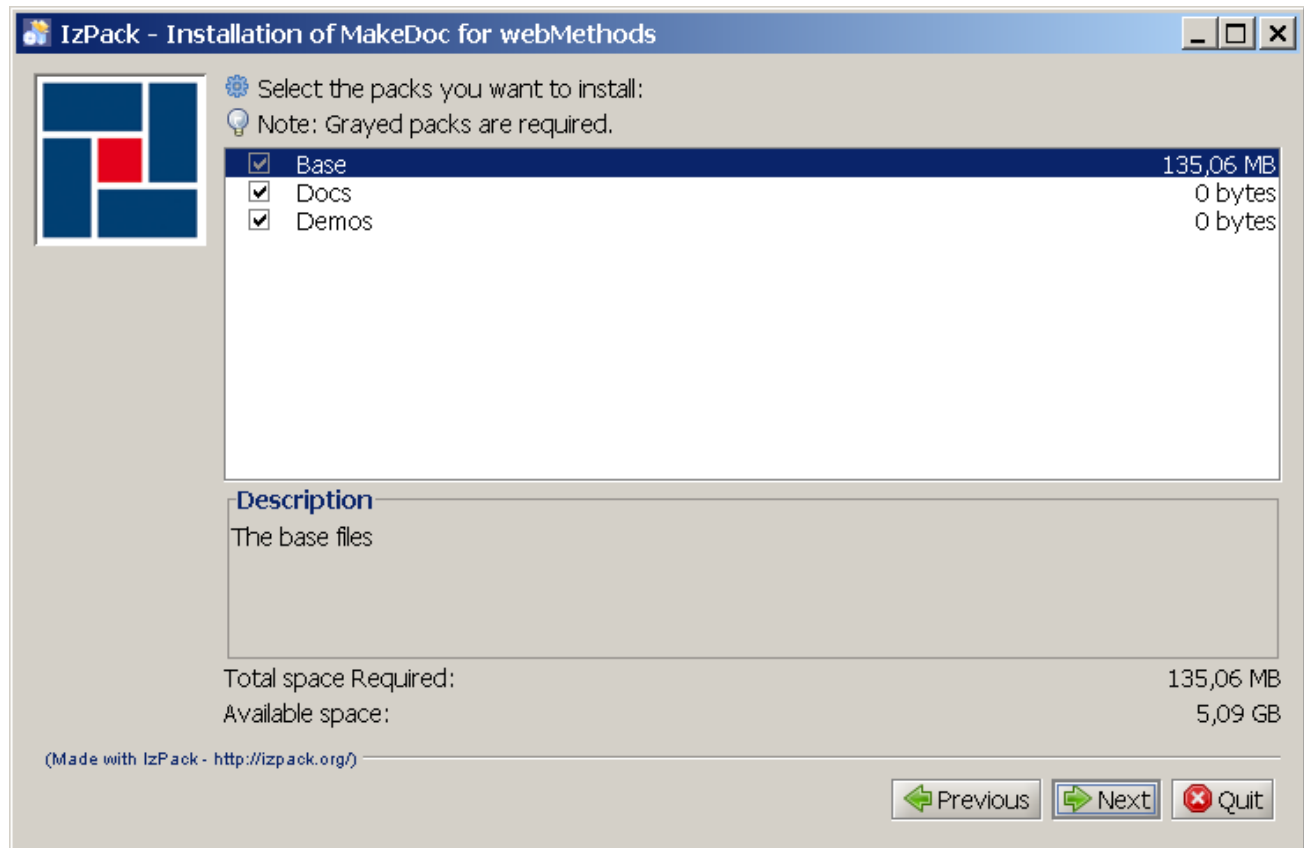 IzPack - Installation of MakeDoc for webMethods
Select the packs you want to install:
Note: Grayed packs are required.
Base 135,06 MB
Docs 0 bytes
Demos 0 bytes
Description
The base files
Total space Required: 135,06 MB
Available space: 5,09 GB
(Made with IzPack - http://izpack.org/)
Previous Next Quit